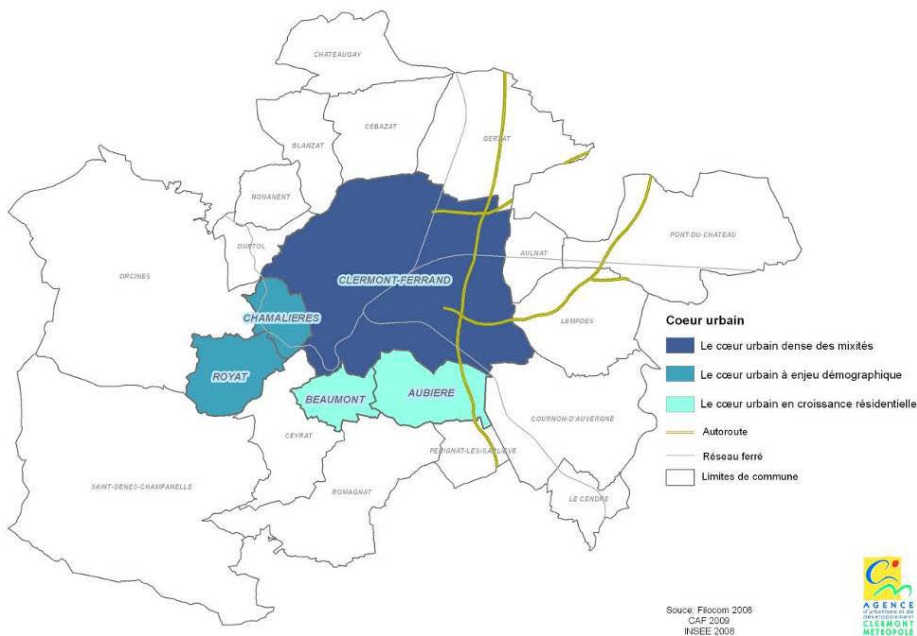 CHATEAUGAY
CEBAZAT
GERZAT
BLANZAT
NOHANENT
DURTOL
ORCINES
AULNAT
PONT-DU-CHATEAU
CLERMONT-FERRAND
LEMPDES
CHAMALIERES
ROYAT
BEAUMONT
AUBIERE
CEYRAT
PERIGNAT-LES-SARLIEVE
COURNON-D'AUVERGNE
SAINT-GENES-CHAMPANELLE
ROMAGNAT
LE CENDRE
Coeur urbain
Le cœur urbain dense des mixités
Le cœur urbain à enjeu démographique
Le cœur urbain en croissance résidentielle
Autoroute
Réseau ferré
Limites de commune
Souce: Filocom 2008
CAF 2009
INSEE 2008
AGENCE
d'urbanisme et de
développement
CLERMONT
METROPOLE